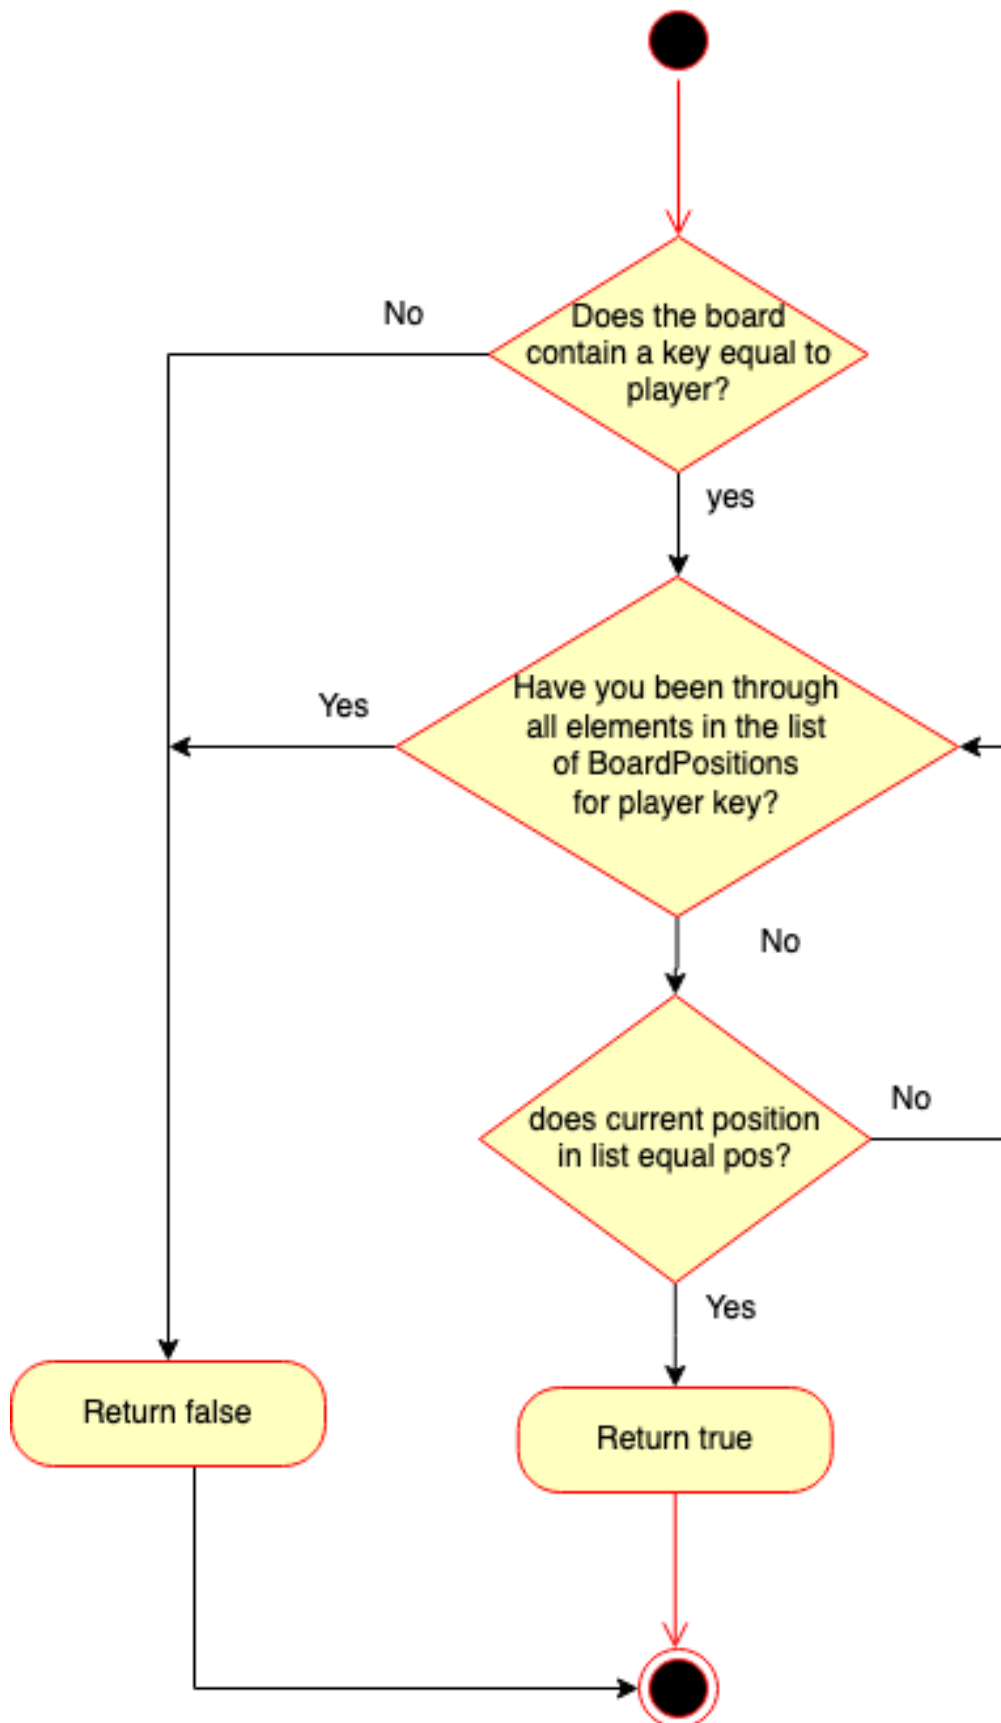 No
Does the board
contain a key equal to
player?
yes
Yes
Have you been through
all elements in the list
of BoardPositions
for player key?
No
does current position
in list equal pos?
No
Yes
Return false
Return true